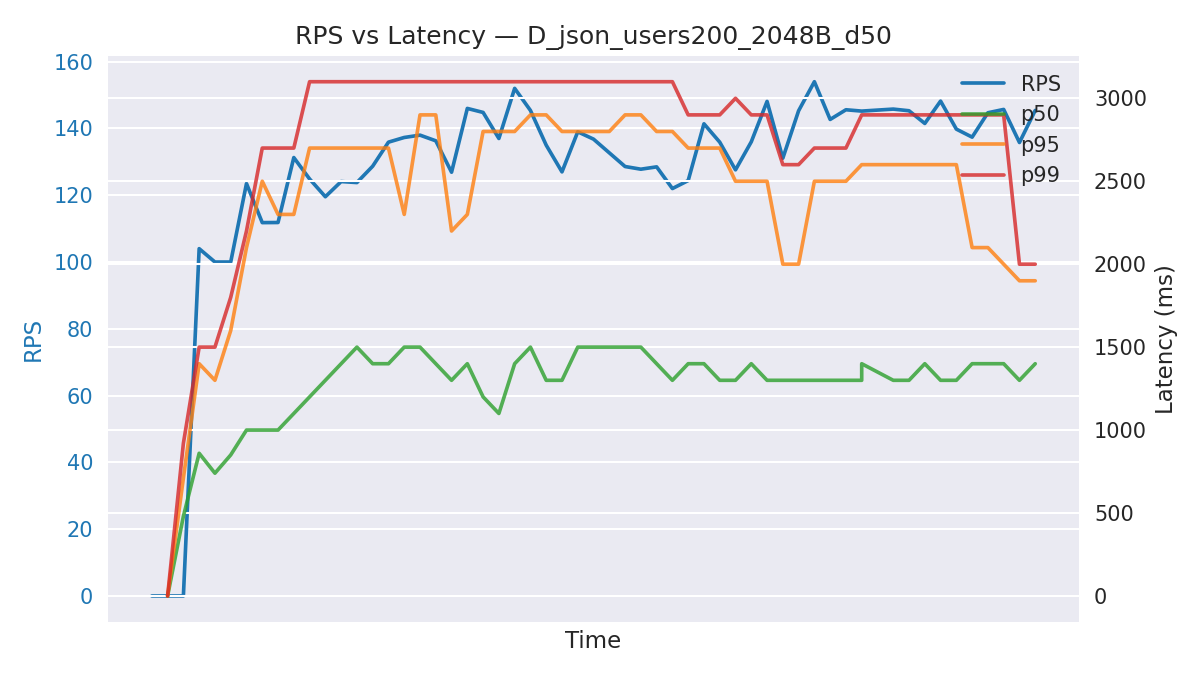 RPS vs Latency — D_json_users200_2048B_d50
160
140
120
100
80
60
40
20
0
RPS
3000
2500
2000
1500
1000
500
0
Latency (ms)
RPS
p50
p95
p99
Time